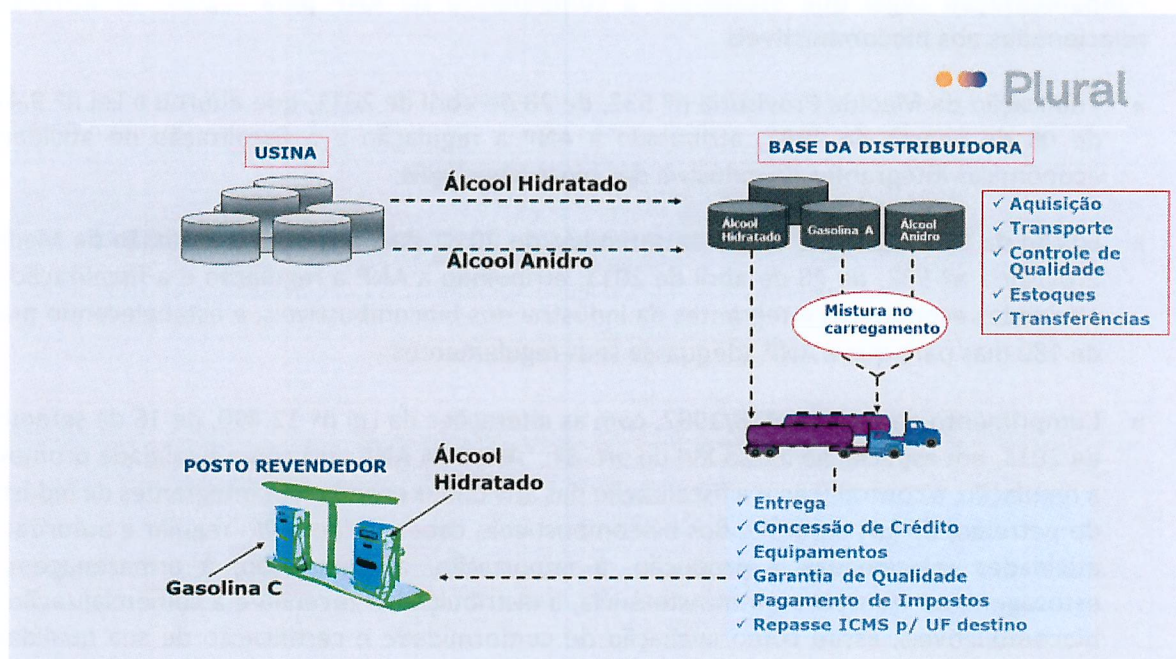 Plural
USINA
BASE DA DISTRIBUIDORA
Álcool Hidratado
Álcool Anidro
Álcool
Hidratado
Gasolina A
Álcool
Anidro
✓ Aquisição
✓ Transporte
✓ Controle de
Qualidade
✓ Estoques
✓ Transferências
Mistura no
carregamento
POSTO REVENDEDOR
Álcool
Hidratado
Gasolina C
✓ Entrega
✓ Concessão de Crédito
✓ Equipamentos
✓ Garantia de Qualidade
✓ Pagamento de Impostos
✓ Repasse ICMS p/ UF destino